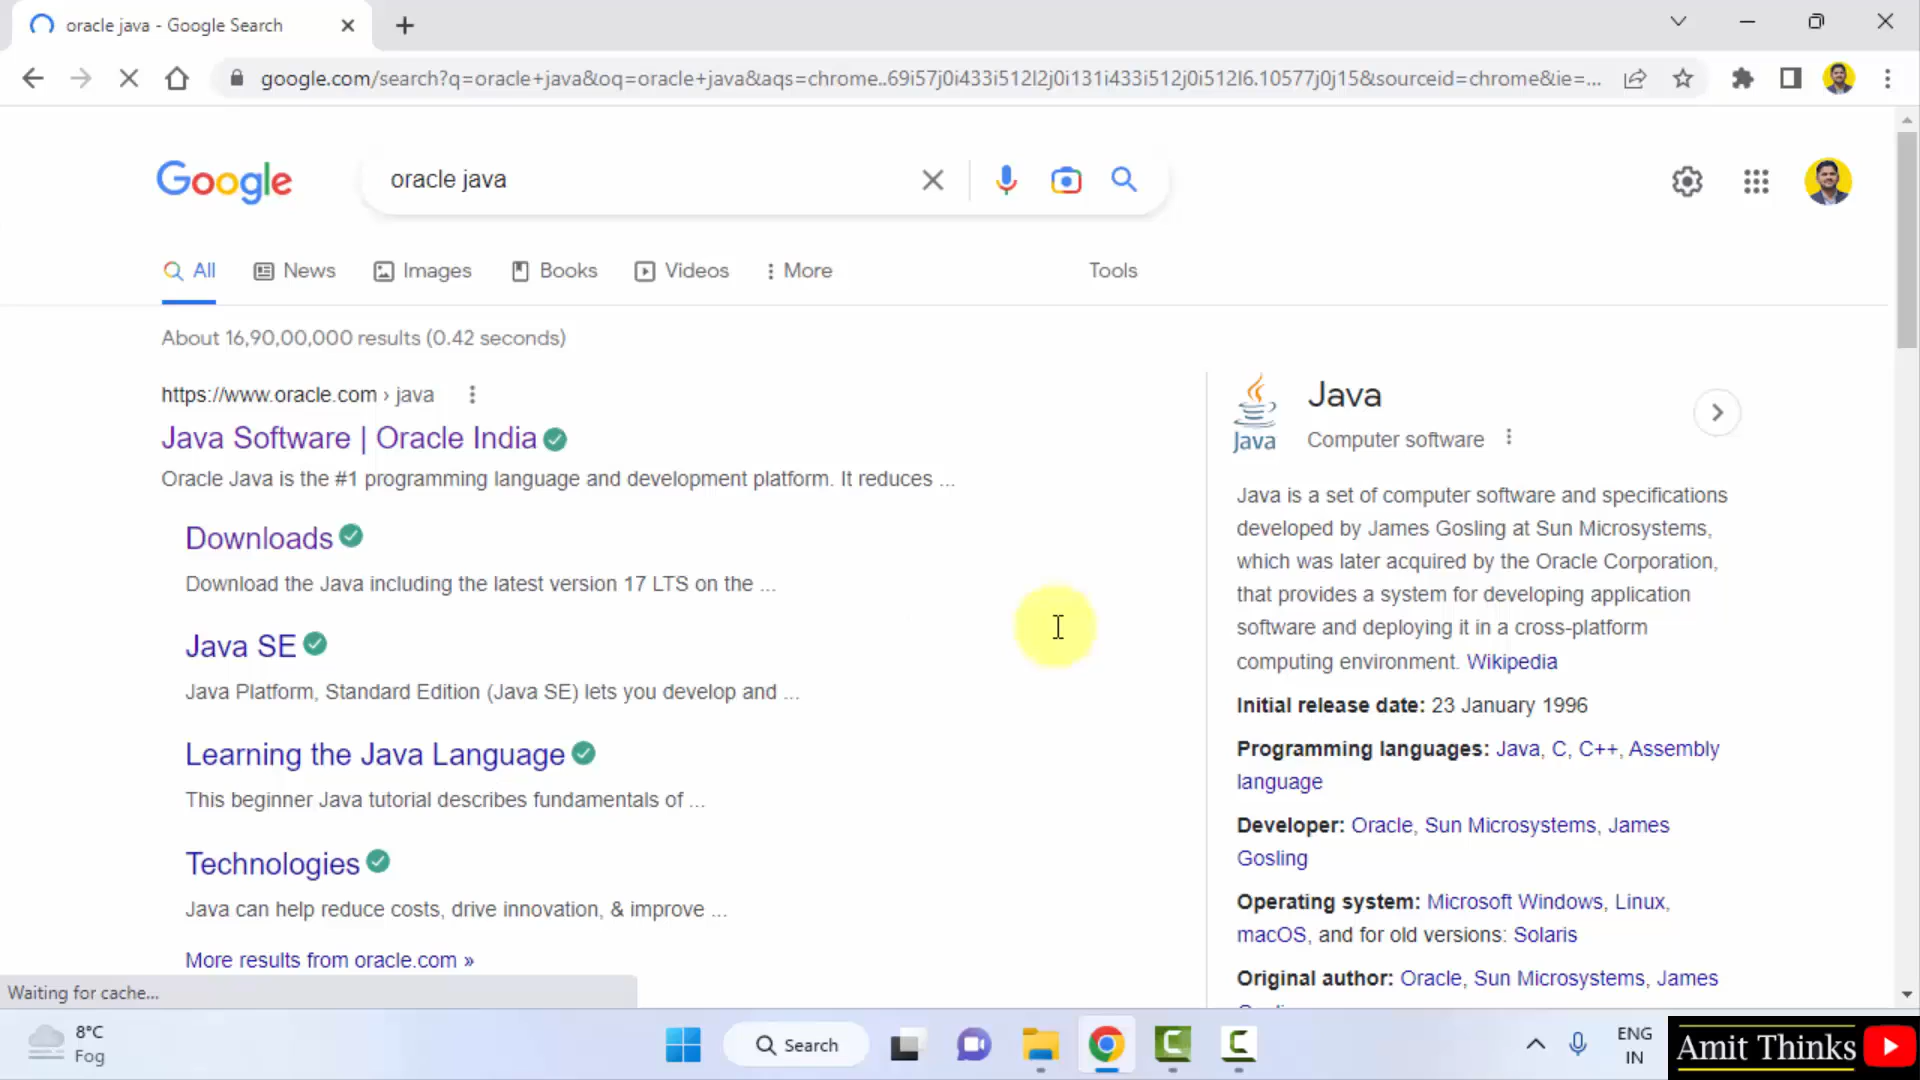 oracle java - Google Search
google.com/search?q=oracle+java&oq=oracle+java&aqs=chrome..69i57j0i433i512l2j0i131i433i512j0i512l6.10577j0j15&sourceid=chrome&ie=...
Google
oracle java
All
News
Images
Books
Videos
More
Tools
About 16,90,00,000 results (0.42 seconds)
https://www.oracle.com › java
Java Software | Oracle India
Oracle Java is the #1 programming language and development platform. It reduces ...
Downloads
Download the Java including the latest version 17 LTS on the ...
Java SE
Java Platform, Standard Edition (Java SE) lets you develop and ...
Learning the Java Language
This beginner Java tutorial describes fundamentals of ...
Technologies
Java can help reduce costs, drive innovation, & improve ...
More results from oracle.com »
Java
Java
Computer software
Java is a set of computer software and specifications
developed by James Gosling at Sun Microsystems,
which was later acquired by the Oracle Corporation,
that provides a system for developing application
software and deploying it in a cross-platform
computing environment. Wikipedia
Initial release date: 23 January 1996
Programming languages: Java, C, C++, Assembly
language
Developer: Oracle, Sun Microsystems, James
Gosling
Operating system: Microsoft Windows, Linux,
macOS, and for old versions: Solaris
Original author: Oracle, Sun Microsystems, James
Waiting for cache...
8°C
Fog
Search
ENG
IN
Amit Thinks